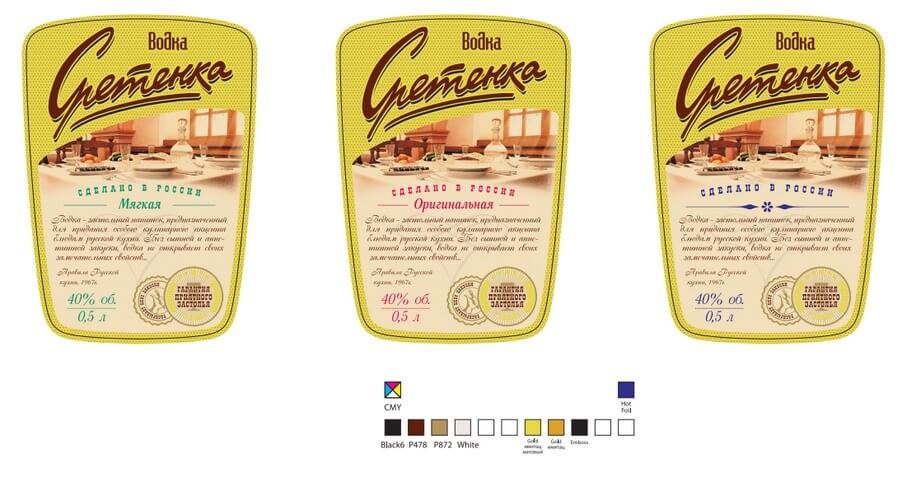 Водка
Сретенка
СДЕЛАНО В РОССИИ
Мягкая
Водка – застольный напиток, предназначенный
для придания особого кулинарного акцента
блюдам русской кухни. Без сытной и аппе-
титной закуски, водка не открывает своих
замечательных свойств...
Правила Русской
кухни, 1967г.
40% об.
0,5 л
ГАРАНТИЯ
ПРИЯТНОГО
ЗАСТОЛЬЯ
Водка
Сретенка
СДЕЛАНО В РОССИИ
Оригинальная
Водка – застольный напиток, предназначенный
для придания особого кулинарного акцента
блюдам русской кухни. Без сытной и аппе-
титной закуски, водка не открывает своих
замечательных свойств...
Правила Русской
кухни, 1967г.
40% об.
0,5 л
ГАРАНТИЯ
ПРИЯТНОГО
ЗАСТОЛЬЯ
Водка
Сретенка
СДЕЛАНО В РОССИИ
Водка – застольный напиток, предназначенный
для придания особого кулинарного акцента
блюдам русской кухни. Без сытной и аппе-
титной закуски, водка не открывает своих
замечательных свойств...
Правила Русской
кухни, 1967г.
40% об.
0,5 л
ГАРАНТИЯ
ПРИЯТНОГО
ЗАСТОЛЬЯ
CMY
Hot
Foil
Black6 P478 P872 White
Gold
имитац
матовый
Gold
имитац
Emboss